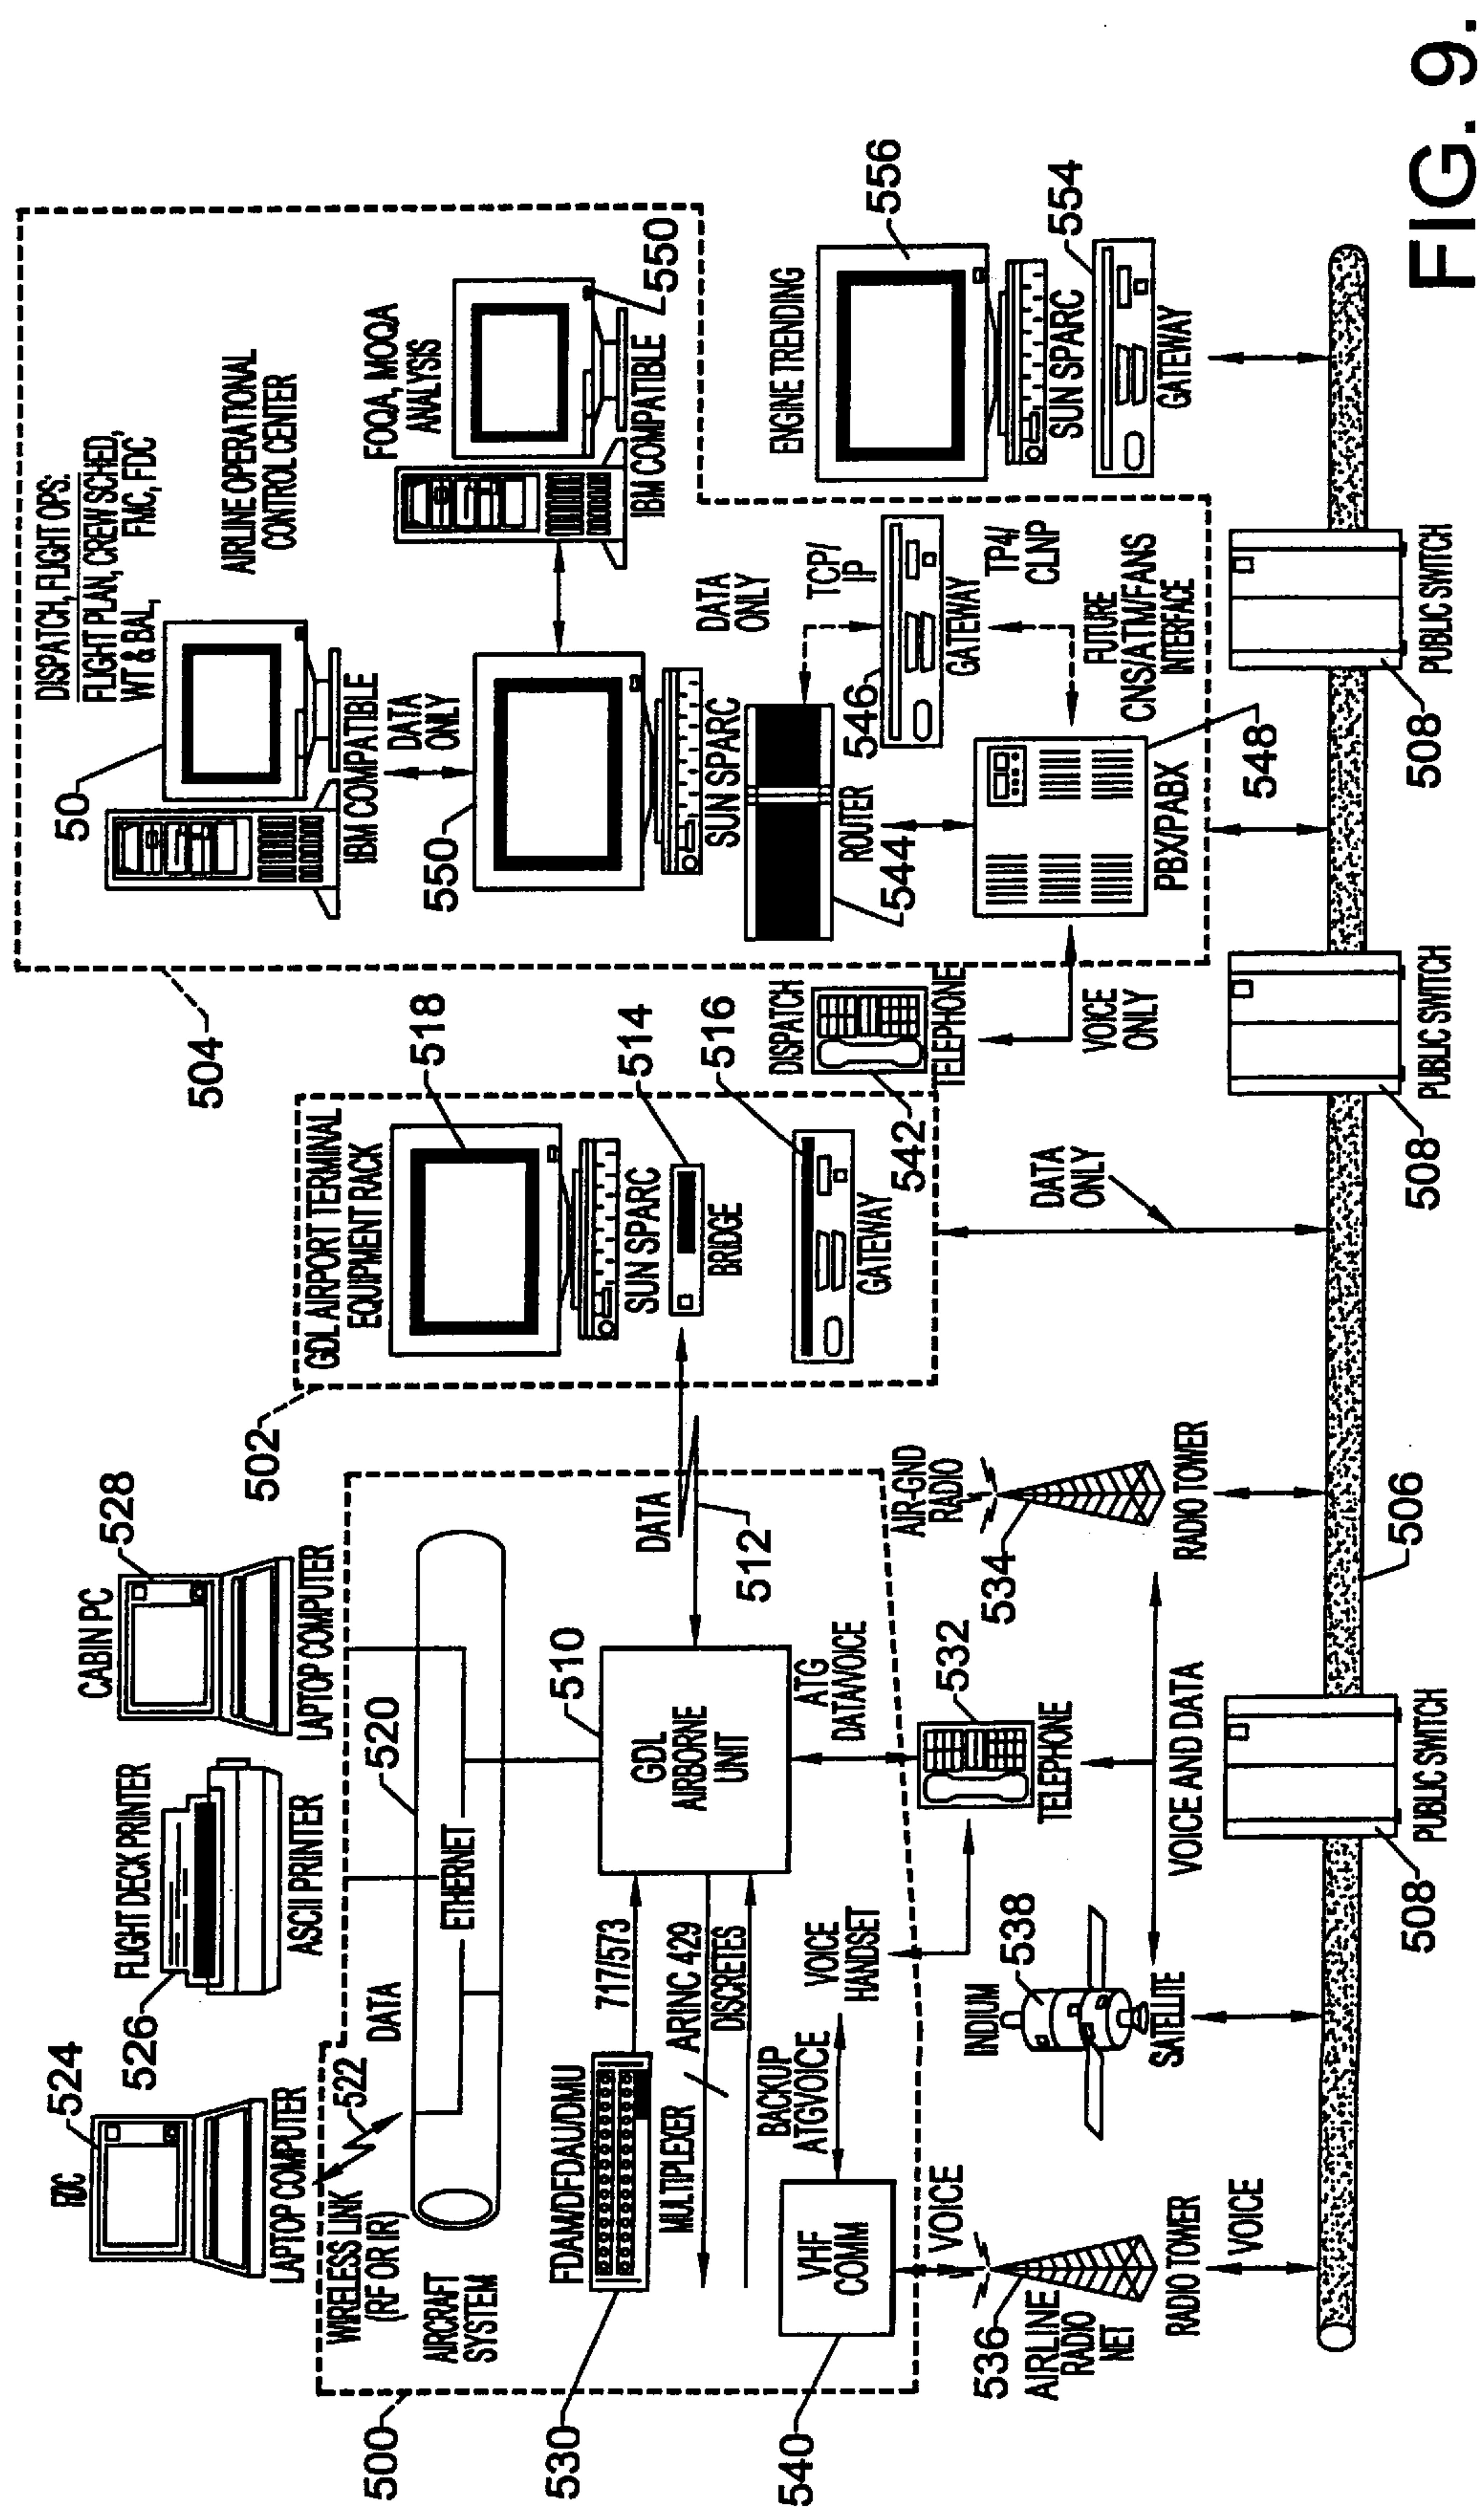 524
FDC
LAPTOP COMPUTER
526
FLIGHT DECK PRINTER
ASCII PRINTER
CABIN PC
528
LAPTOP COMPUTER
500
WIRELESS LINK
(RF OR IR)
522
DATA
AIRCRAFT
SYSTEM
ETHERNET
520
530
FDAM/DFDAU/DMU
MULTIPLEXER
717/573
ARINC 429
DISCRETES
GDL
AIRBORNE
UNIT
510
DATA
512
540
VHF
COMM
BACKUP
ATGVOICE
VOICE
HANDSET
ATG
DATA/VOICE
VOICE
536
AIRLINE
RADIO
NET
RADIO TOWER
VOICE
INDIUM
538
SATELLITE
532
TELEPHONE
VOICE AND DATA
AIR-GND
RADIO
534
RADIO TOWER
506
508
PUBLIC SWITCH
502
GDL AIRPORT TERMINAL
EQUIPMENT RACK
518
SUN SPARC
514
BRIDGE
516
GATEWAY
DATA
ONLY
504
DISPATCH, FLIGHT OPS:
FLIGHT PLAN, CREW SCHED,
WT & BAL, FMC, FDC
50
IBM COMPATIBLE
AIRLINE OPERATIONAL
CONTROL CENTER
DATA
ONLY
FOQA, MOQA
ANALYSIS
550
IBM COMPATIBLE
550
SUN SPARC
DATA
ONLY
ROUTER
544
TCP/
IP
546
GATEWAY
TP4/
CLNP
FUTURE
CNS/ATM/FANS
INTERFACE
PBX/PABX
548
DISPATCH
542
TELEPHONE
VOICE
ONLY
508
PUBLIC SWITCH
508
PUBLIC SWITCH
ENGINE TRENDING
556
SUN SPARC
554
GATEWAY
FIG. 9.